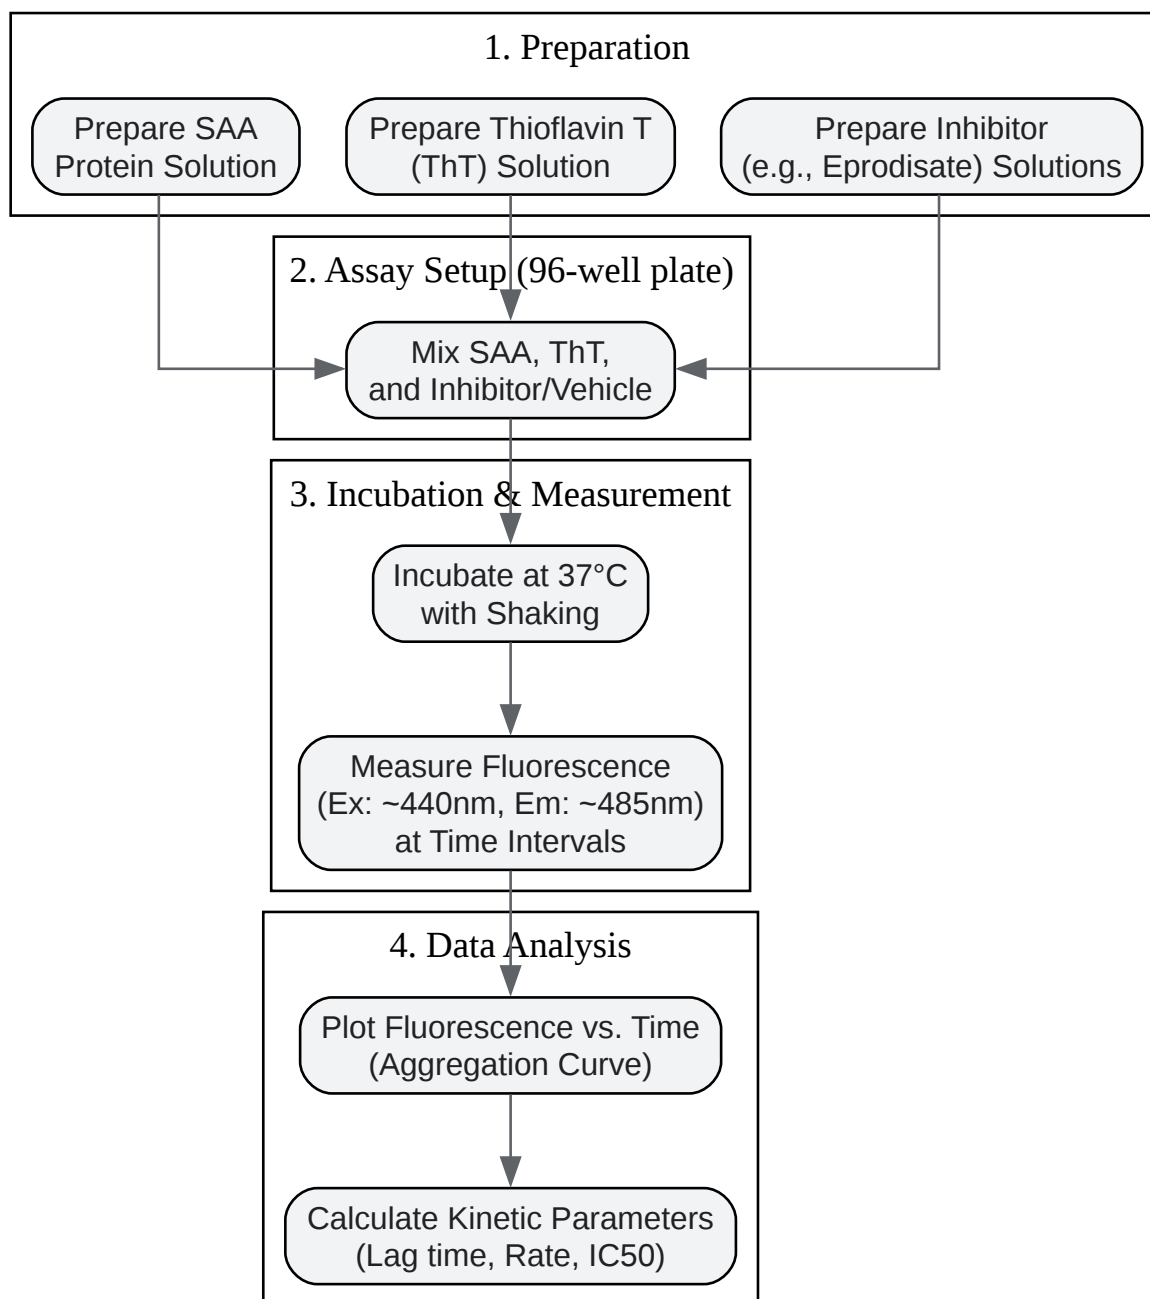 1. Preparation
Prepare SAA
Protein Solution
Prepare Thioflavin T
(ThT) Solution
Prepare Inhibitor
(e.g., Eprodisate) Solutions
2. Assay Setup (96-well plate)
Mix SAA, ThT,
and Inhibitor/Vehicle
3. Incubation & Measurement
Incubate at 37°C
with Shaking
Measure Fluorescence
(Ex: ~440nm, Em: ~485nm)
at Time Intervals
4. Data Analysis
Plot Fluorescence vs. Time
(Aggregation Curve)
Calculate Kinetic Parameters
(Lag time, Rate, IC50)